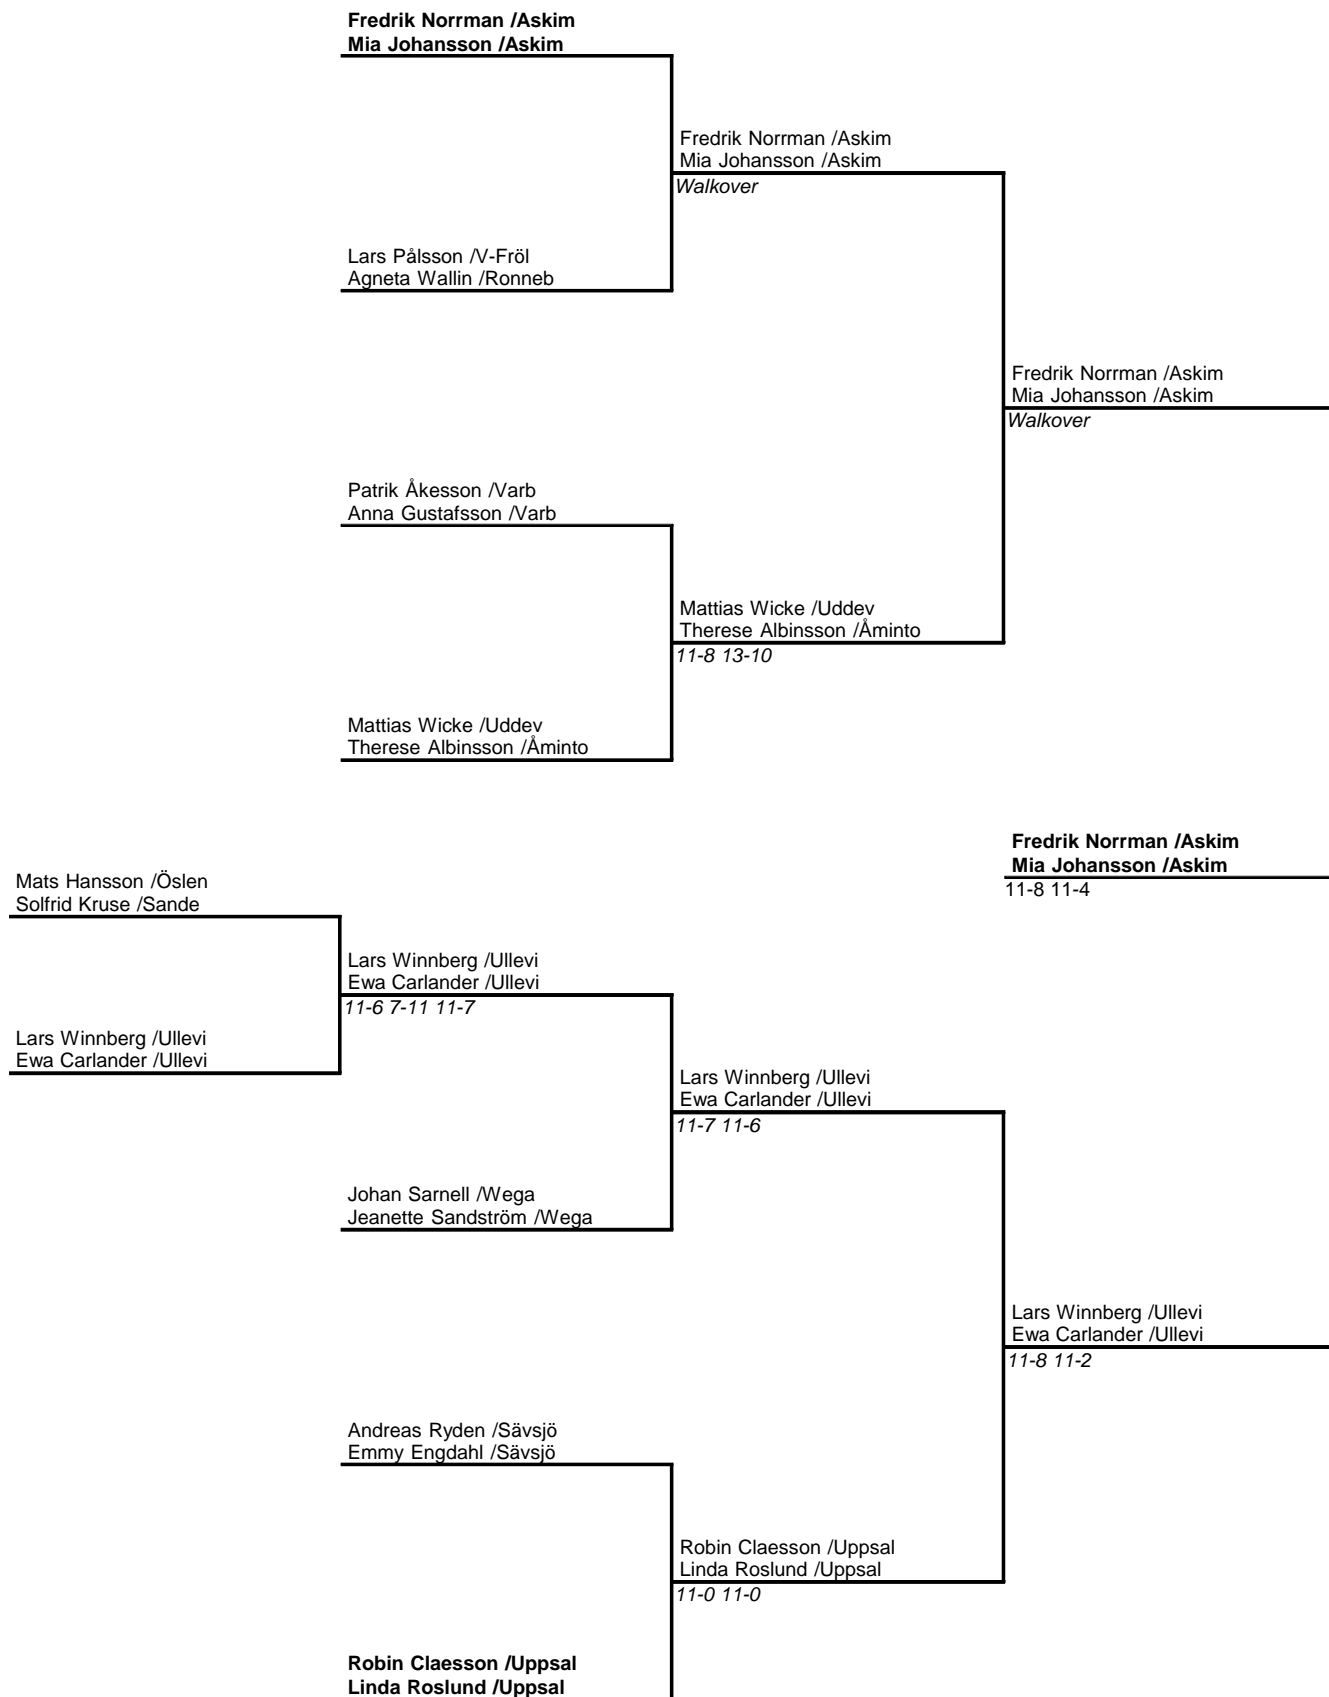 Fredrik Norrman /Askim
Mia Johansson /Askim
Fredrik Norrman /Askim
Mia Johansson /Askim
Walkover
Lars Pålsson /V-Fröl
Agneta Wallin /Ronneb
Fredrik Norrman /Askim
Mia Johansson /Askim
Walkover
Patrik Åkesson /Varb
Anna Gustafsson /Varb
Mattias Wicke /Uddev
Therese Albinsson /Åminto
11-8 13-10
Mattias Wicke /Uddev
Therese Albinsson /Åminto
Fredrik Norrman /Askim
Mia Johansson /Askim
11-8 11-4
Mats Hansson /Öslen
Solfrid Kruse /Sande
Lars Winnberg /Ullevi
Ewa Carlander /Ullevi
11-6 7-11 11-7
Lars Winnberg /Ullevi
Ewa Carlander /Ullevi
Lars Winnberg /Ullevi
Ewa Carlander /Ullevi
11-7 11-6
Johan Sarnell /Wega
Jeanette Sandström /Wega
Lars Winnberg /Ullevi
Ewa Carlander /Ullevi
11-8 11-2
Andreas Ryden /Sävsjö
Emmy Engdahl /Sävsjö
Robin Claesson /Uppsal
Linda Roslund /Uppsal
11-0 11-0
Robin Claesson /Uppsal
Linda Roslund /Uppsal